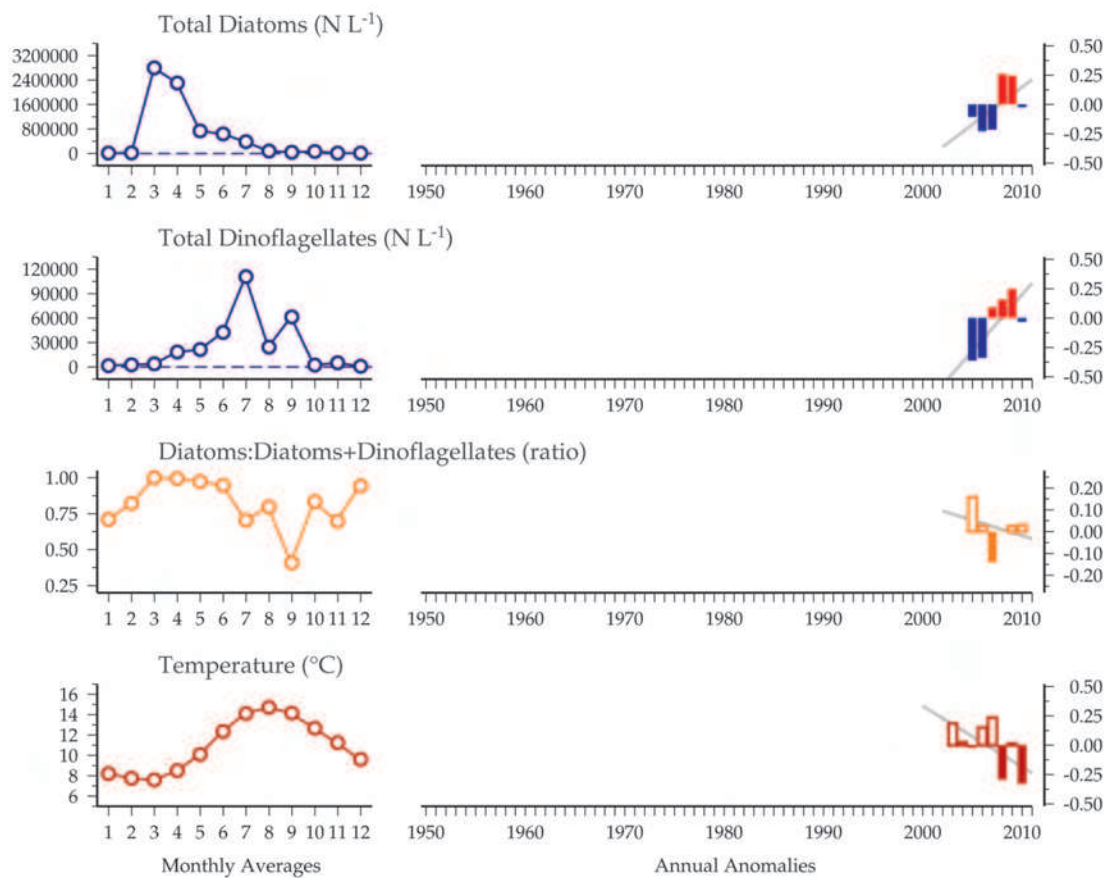 Total Diatoms (N L⁻¹)
3200000
2400000
1600000
800000
0
1 2 3 4 5 6 7 8 9 10 11 12
1950 1960 1970 1980 1990 2000 2010
0.50
0.25
0.00
-0.25
-0.50
Total Dinoflagellates (N L⁻¹)
120000
90000
60000
30000
0
1 2 3 4 5 6 7 8 9 10 11 12
1950 1960 1970 1980 1990 2000 2010
0.50
0.25
0.00
-0.25
-0.50
Diatoms:Diatoms+Dinoflagellates (ratio)
1.00
0.75
0.50
0.25
1 2 3 4 5 6 7 8 9 10 11 12
1950 1960 1970 1980 1990 2000 2010
0.20
0.10
0.00
-0.10
-0.20
Temperature (°C)
16
14
12
10
8
6
1 2 3 4 5 6 7 8 9 10 11 12
1950 1960 1970 1980 1990 2000 2010
0.50
0.25
0.00
-0.25
-0.50
Monthly Averages
Annual Anomalies